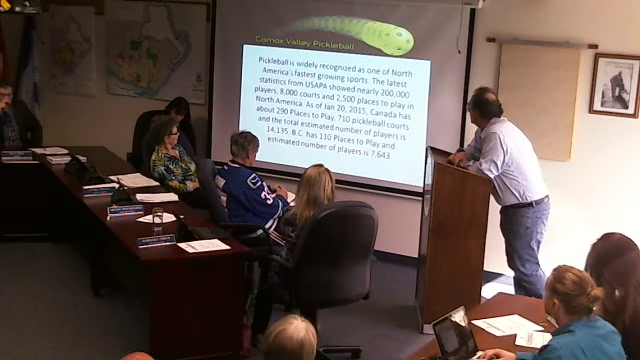 Comox Valley Pickleball
Pickleball is widely recognized as one of North
America's fastest growing sports. The latest
statistics from USAPA showed nearly 200,000
players, 8,000 courts and 2,500 places to play in
North America. As of Jan 20, 2015, Canada has
about 290 Places to Play, 710 pickleball courts
and the total estimated number of players is
14,135. B.C. has 110 Places to Play and
estimated number of players is 7,643